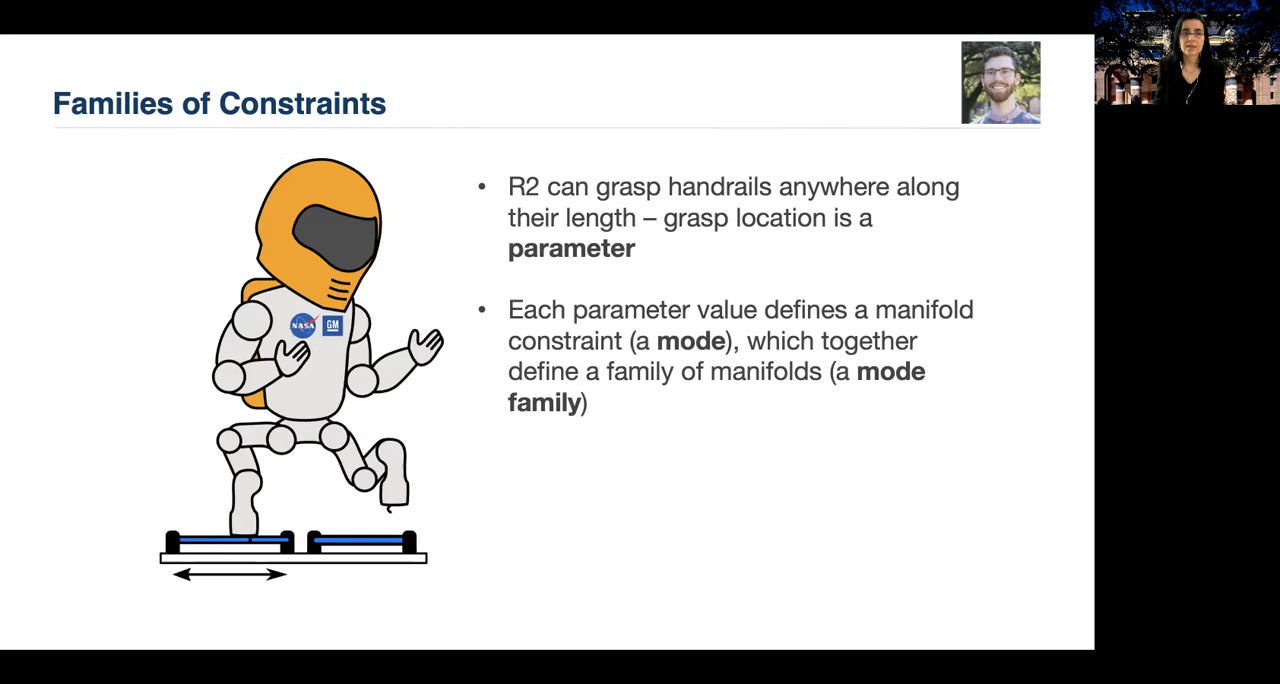 Families of Constraints
• R2 can grasp handrails anywhere along
their length – grasp location is a
parameter
• Each parameter value defines a manifold
constraint (a mode), which together
define a family of manifolds (a mode
family)
NASA
GM